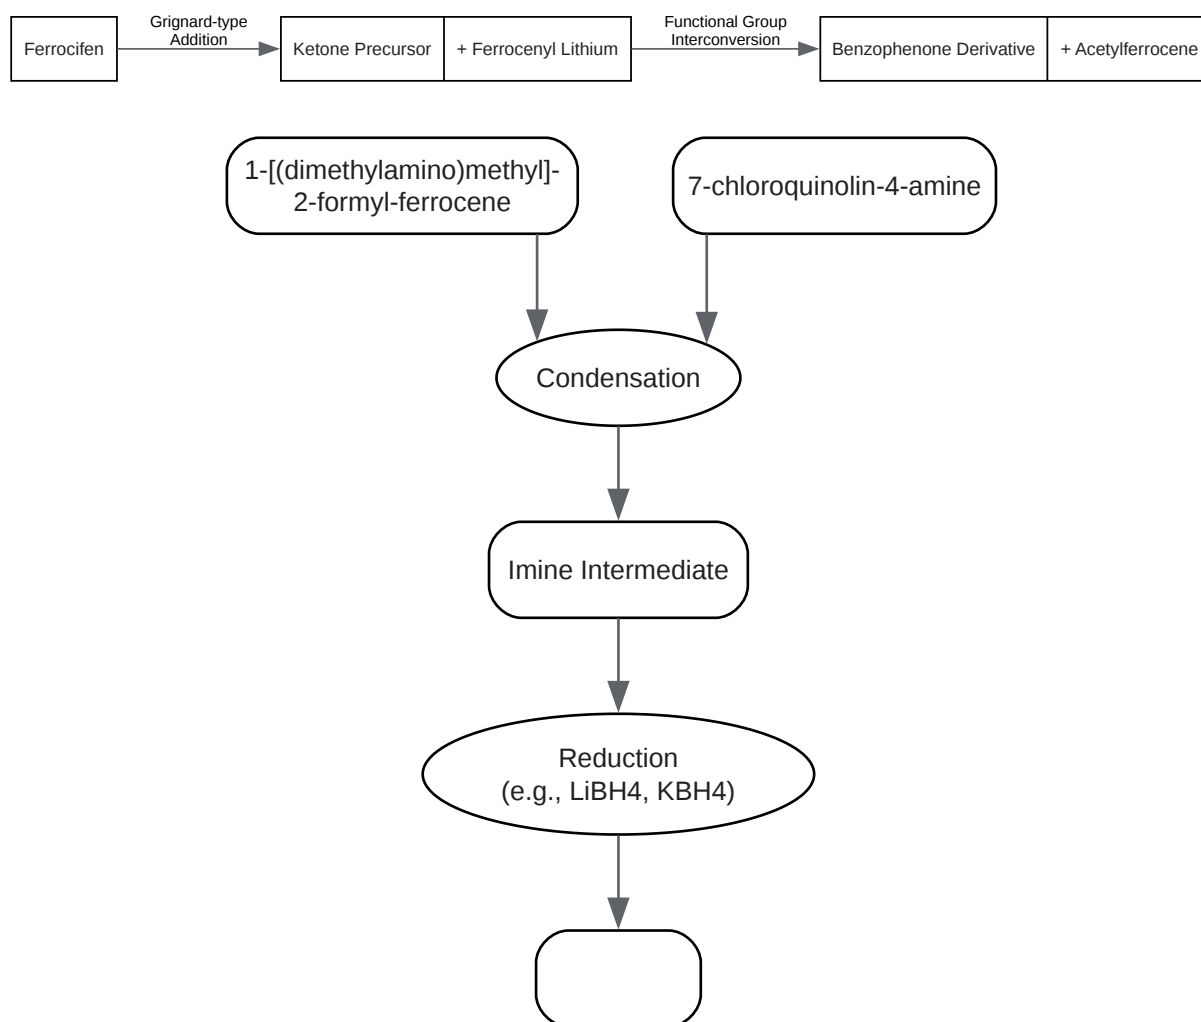 Grignard-type
Addition
Functional Group
Interconversion
Ferrocifen
Ketone Precursor
+ Ferrocenyl Lithium
Benzophenone Derivative
+ Acetylferrocene
1-[(dimethylamino)methyl]-
2-formyl-ferrocene
7-chloroquinolin-4-amine
Condensation
Imine Intermediate
Reduction
(e.g., LiBH4, KBH4)